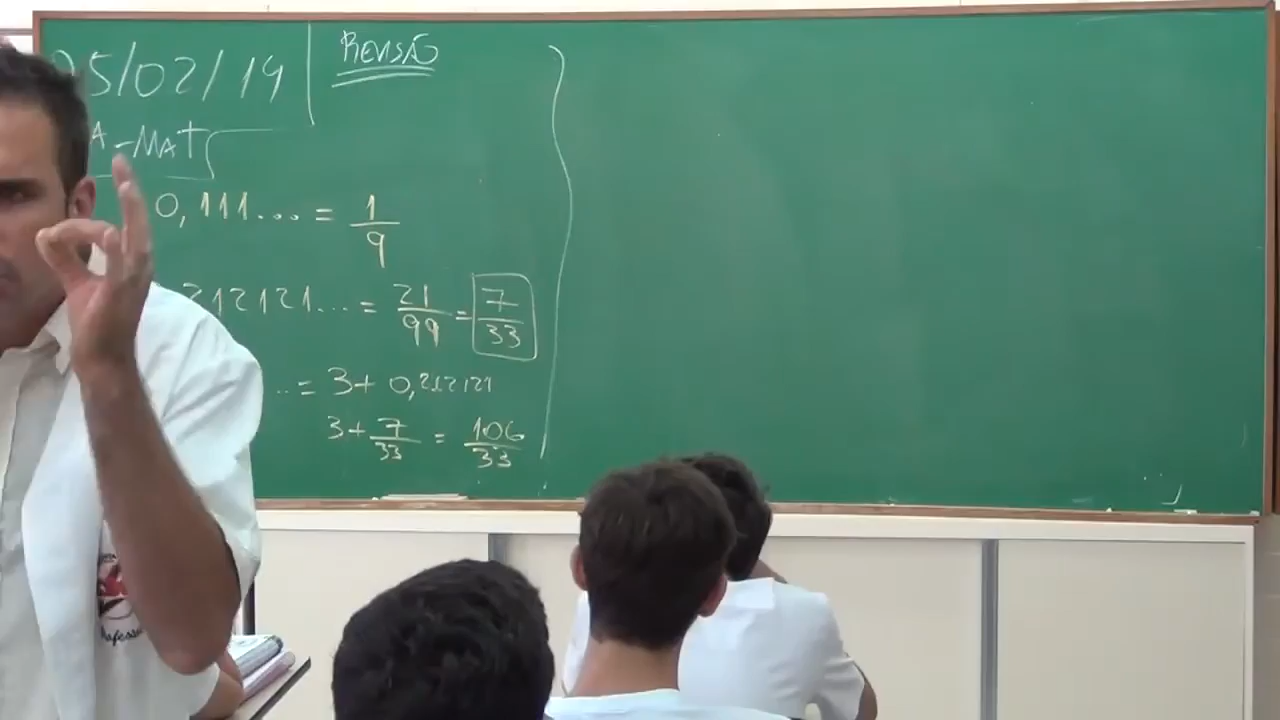 05/02/19
REVISÃO
A-MAT
0,111... = 1/9
212121... = 21/99 = 7/33
..= 3+ 0,212121
3+ 7/33 = 106/33
Professor